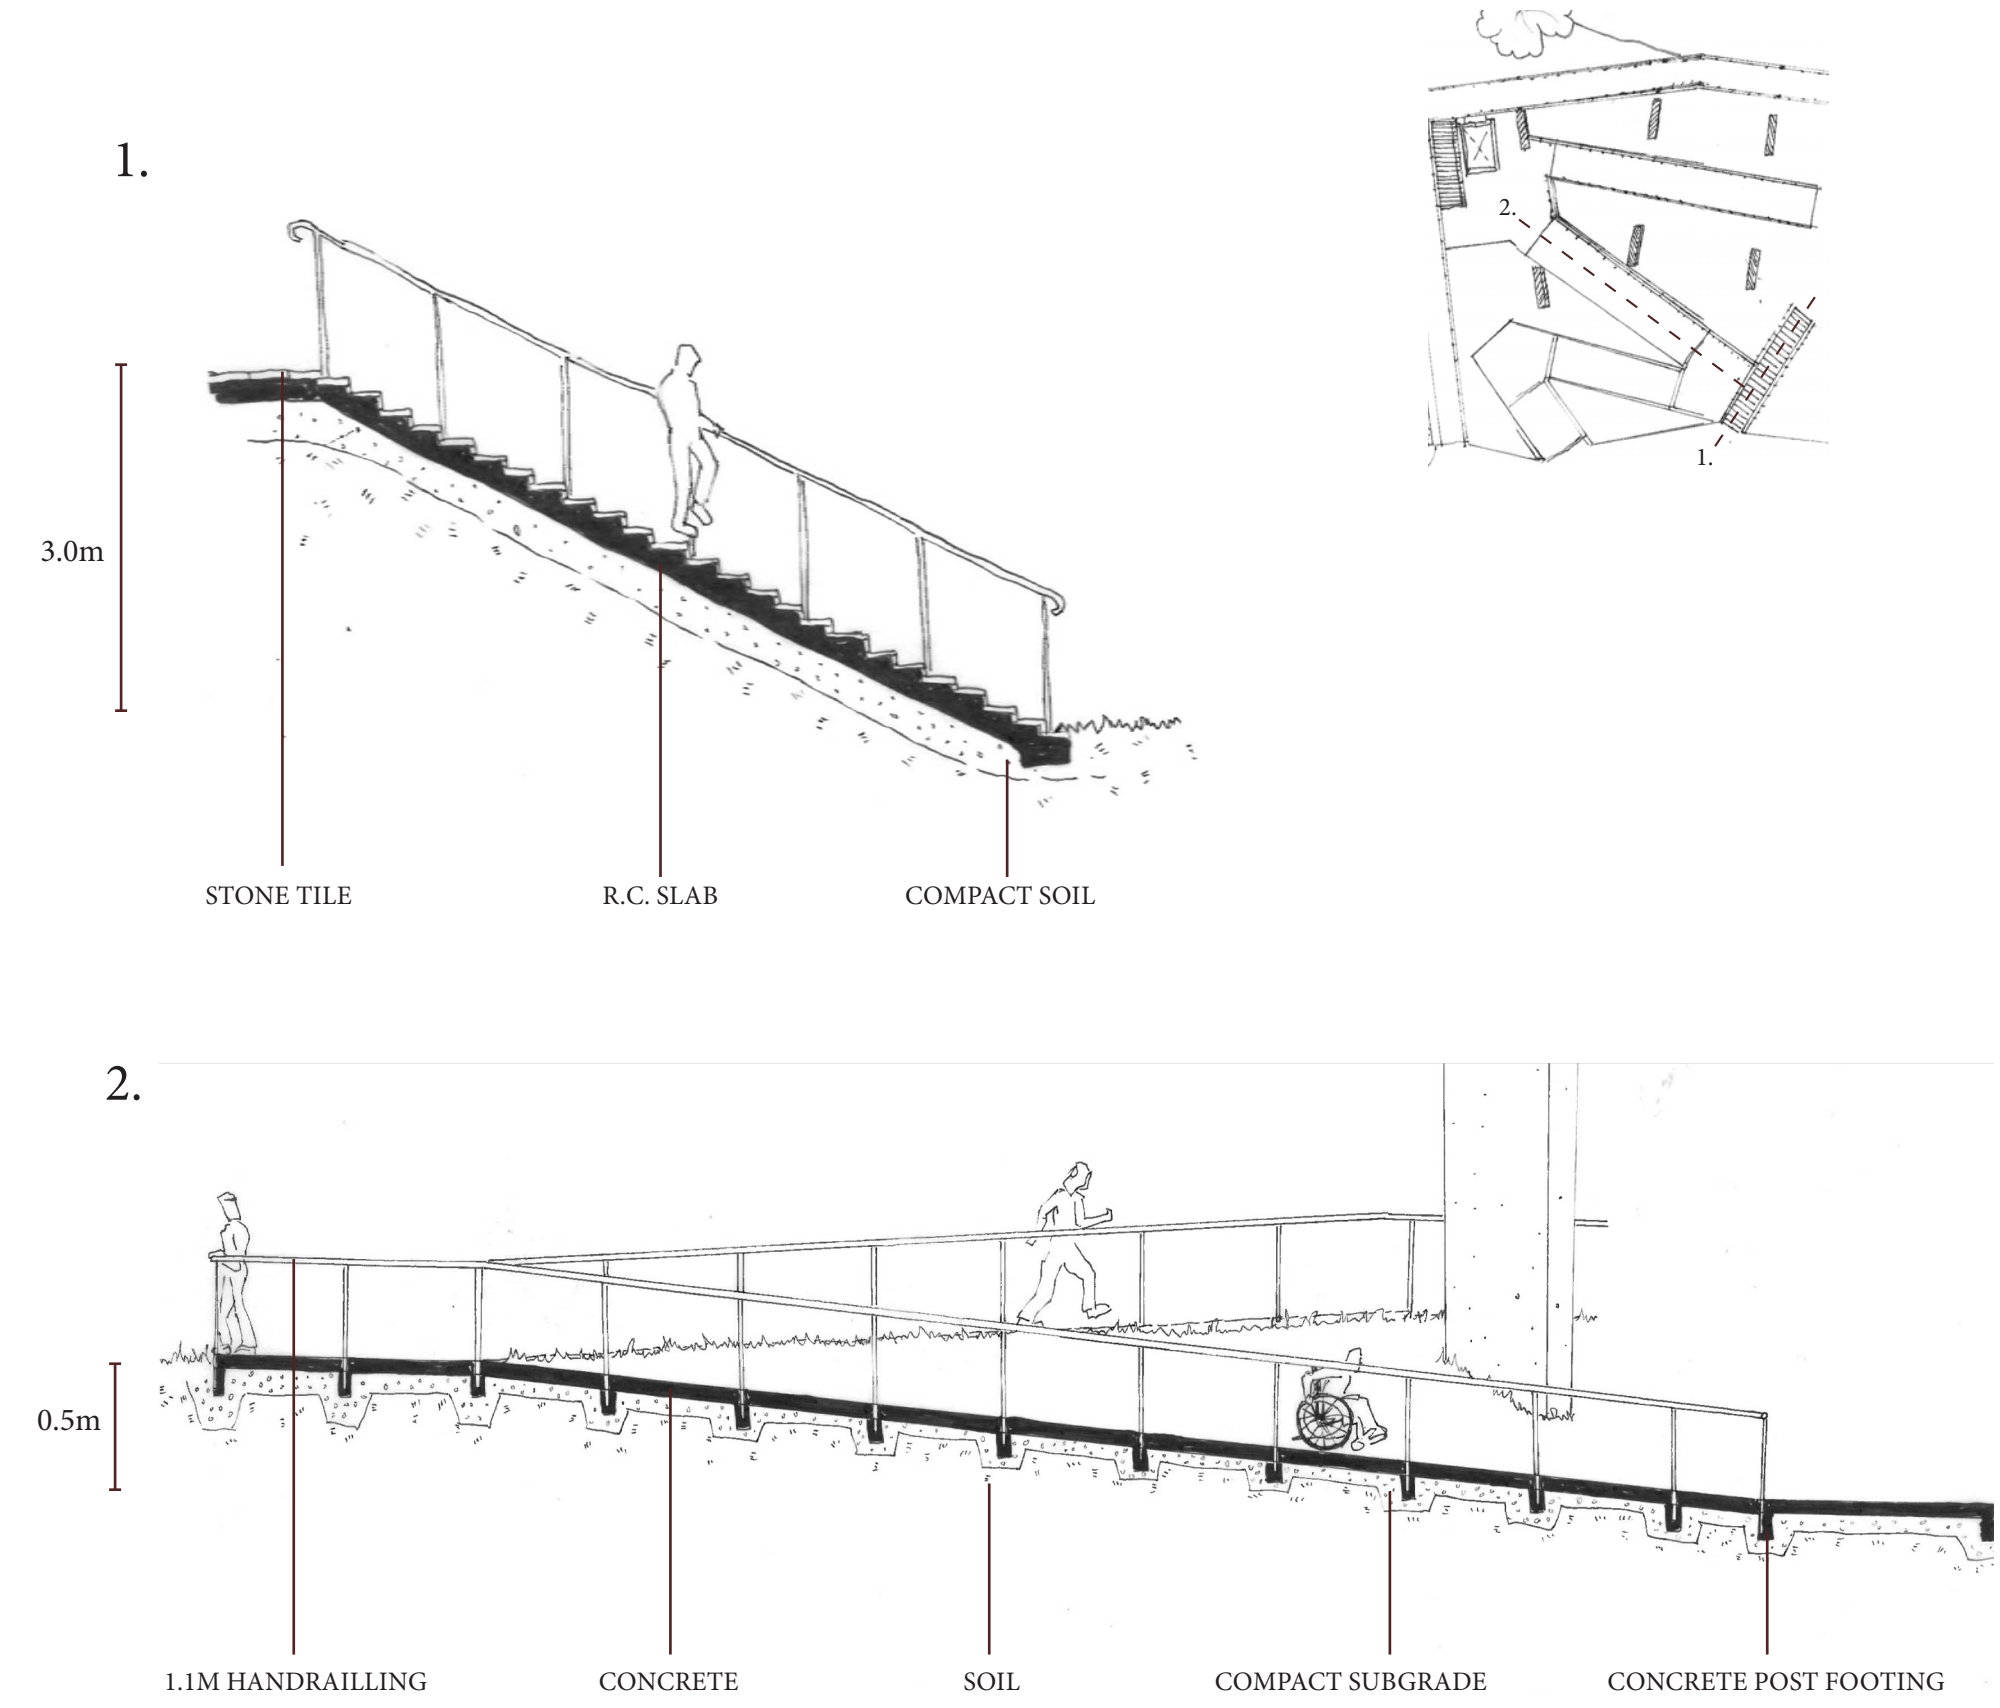 1.
2.
1.
3.0m
STONE TILE
R.C. SLAB
COMPACT SOIL
2.
0.5m
1.1M HANDRAILLING
CONCRETE
SOIL
COMPACT SUBGRADE
CONCRETE POST FOOTING